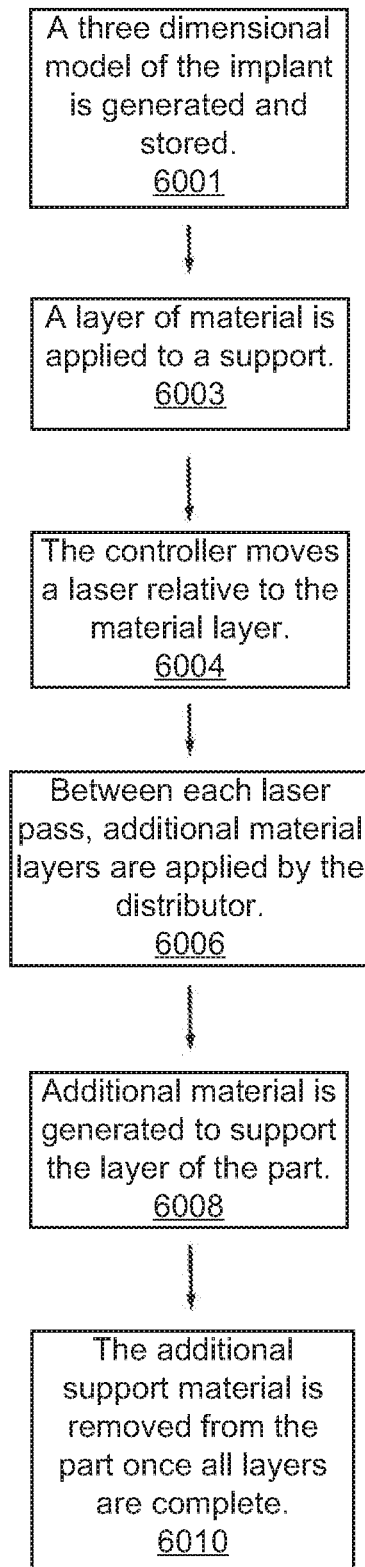 A three dimensional
model of the implant
is generated and
stored.
6001
A layer of material is
applied to a support.
6003
The controller moves
a laser relative to the
material layer.
6004
Between each laser
pass, additional material
layers are applied by the
distributor.
6006
Additional material is
generated to support
the layer of the part.
6008
The additional
support material is
removed from the
part once all layers
are complete.
6010